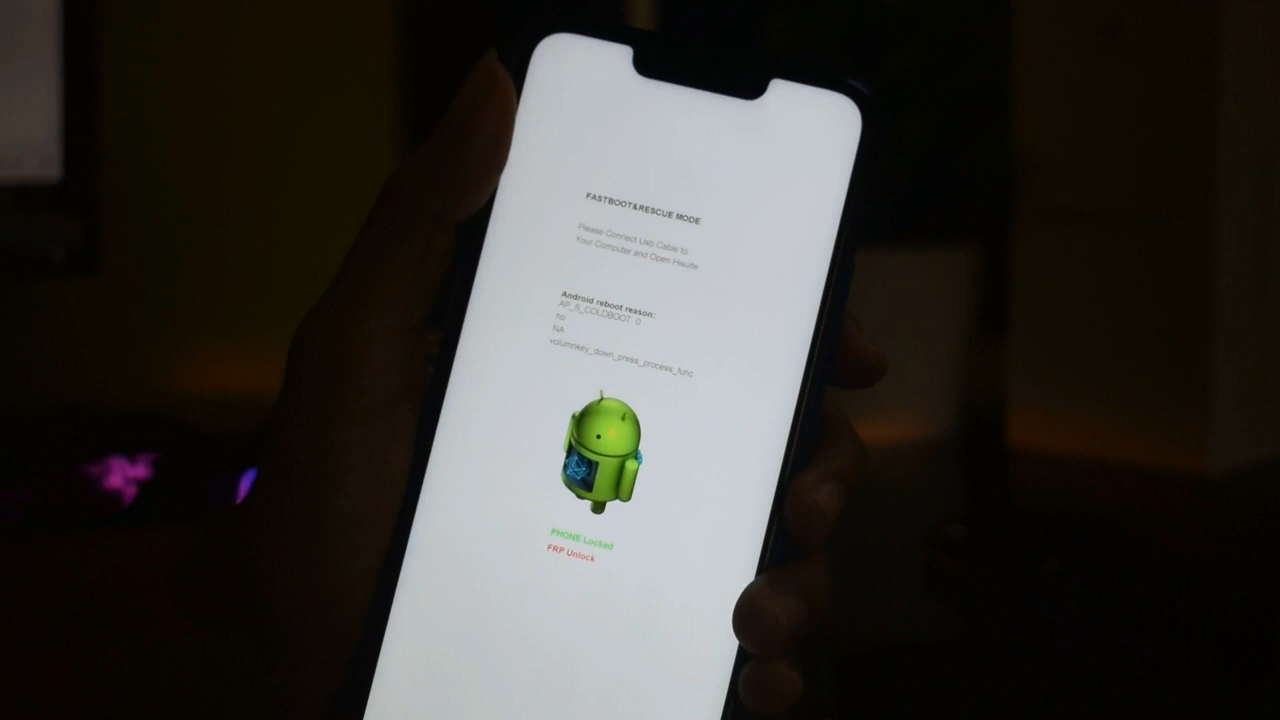 FASTBOOT&RESCUE MODE
Please Connect Usb Cable to
Your Computer and Open Hisuite
Android reboot reason:
AP_S_COLDBOOT 0
no
NA
volumnkey_down_press_process_func
PHONE Locked
FRP Unlock